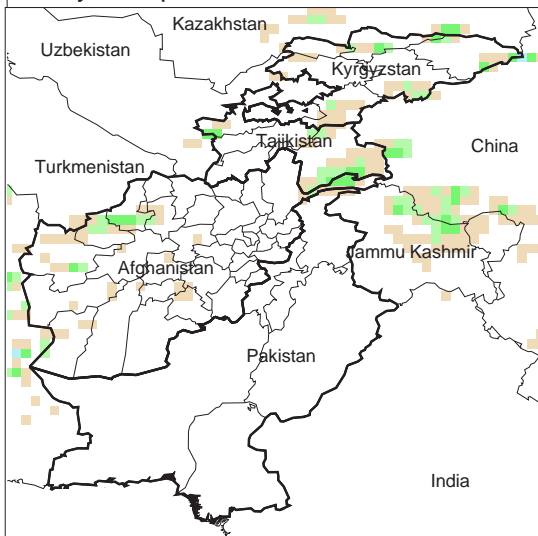 Kazakhstan
Uzbekistan
Kyrgyzstan
Tajikistan
China
Turkmenistan
Jammu Kashmir
Afghanistan
Pakistan
India